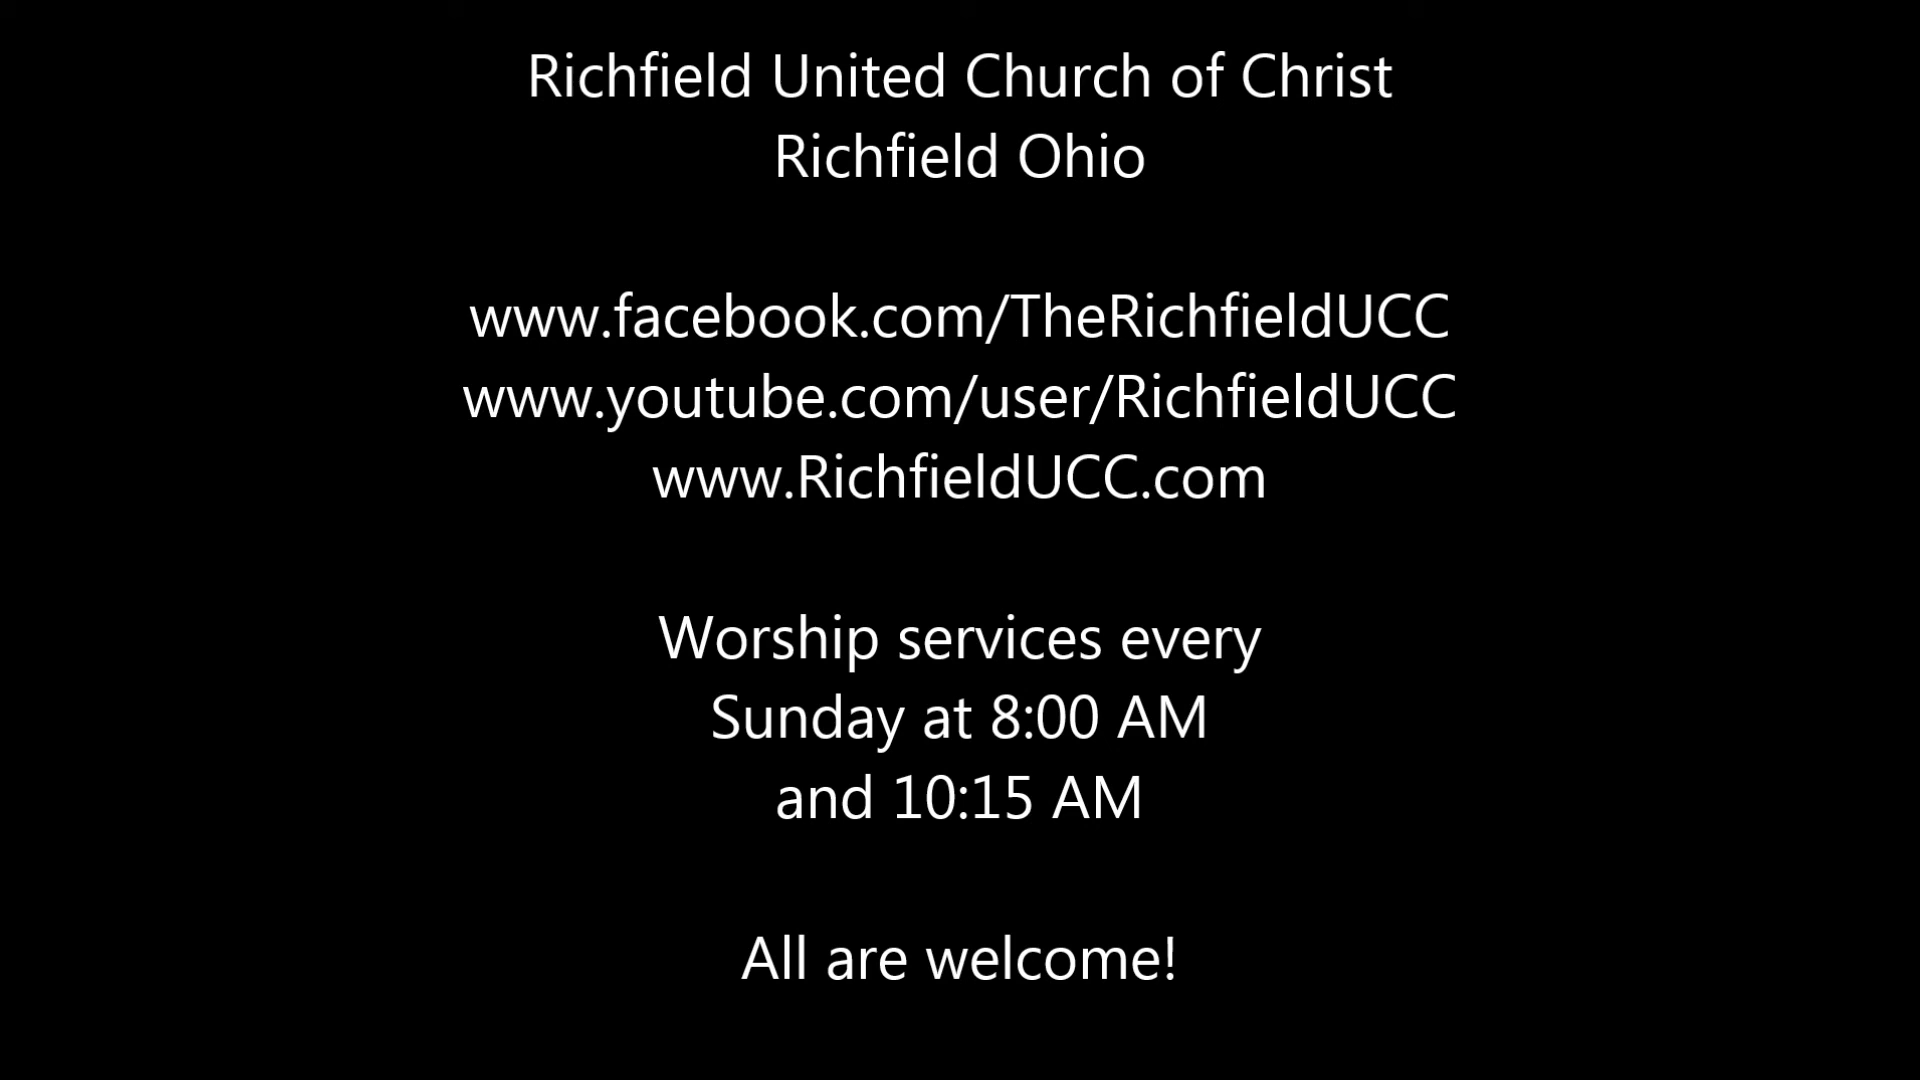 Richfield United Church of Christ
Richfield Ohio
www.facebook.com/TheRichfieldUCC
www.youtube.com/user/RichfieldUCC
www.RichfieldUCC.com
Worship services every
Sunday at 8:00 AM
and 10:15 AM
All are welcome!